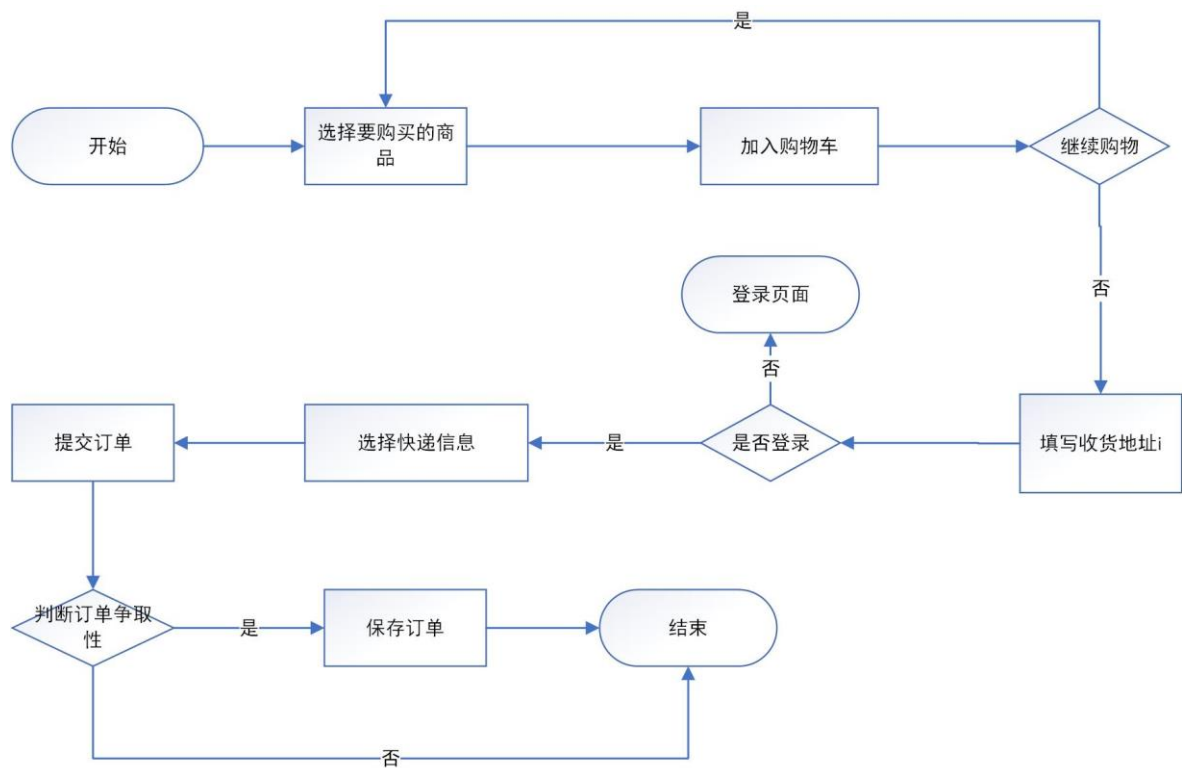 是
开始
选择要购买的商
品
加入购物车
继续购物
登录页面
否
否
提交订单
选择快递信息
是
是否登录
填写收货地址i
判断订单争取
性
是
保存订单
结束
否